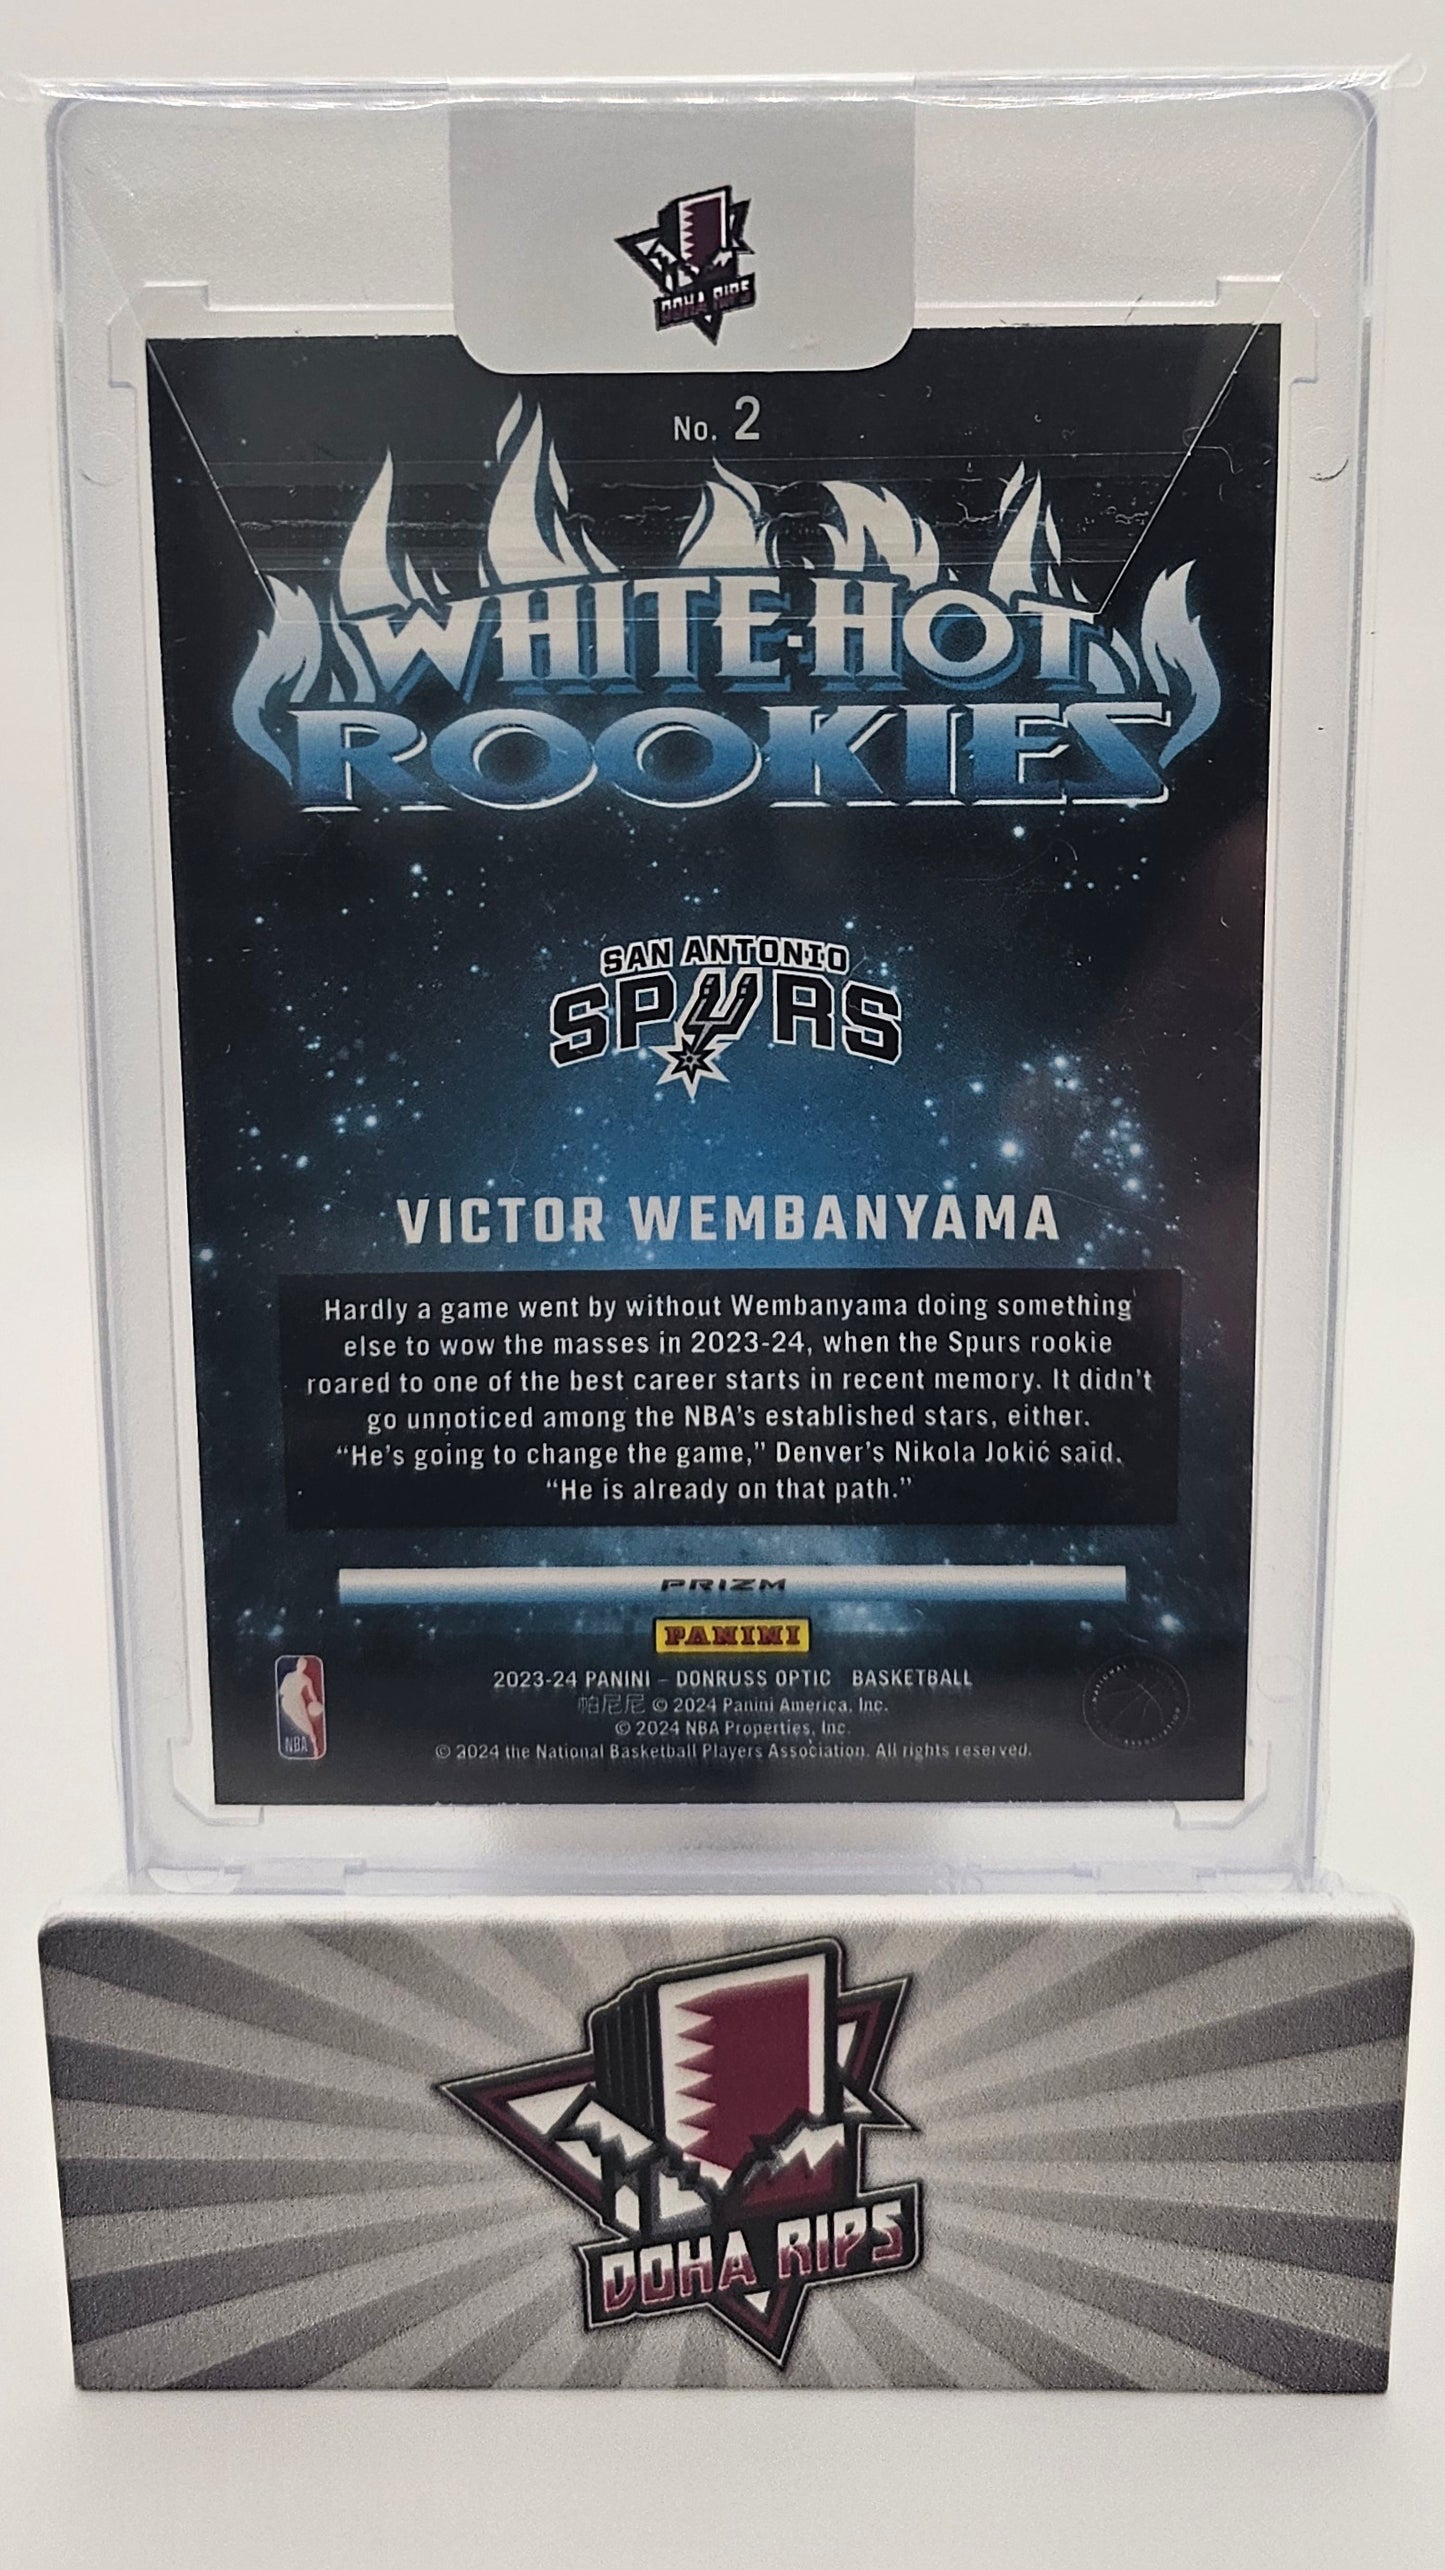 DOHA RIPS
No. 2
WHITE-HOT
ROOKIES
SAN ANTONIO
SPURS
VICTOR WEMBANYAMA
Hardly a game went by without Wembanyama doing something
else to wow the masses in 2023-24, when the Spurs rookie
roared to one of the best career starts in recent memory. It didn't
go unnoticed among the NBA's established stars, either.
“He's going to change the game,” Denver's Nikola Jokić said.
“He is already on that path.”
PRIZM
PANINI
2023-24 PANINI – DONRUSS OPTIC BASKETBALL
帕尼尼 © 2024 Panini America, Inc.
© 2024 NBA Properties, Inc.
© 2024 the National Basketball Players Association. All rights reserved.
NBA
NATIONAL
ASSOCIATION
DOHA RIPS